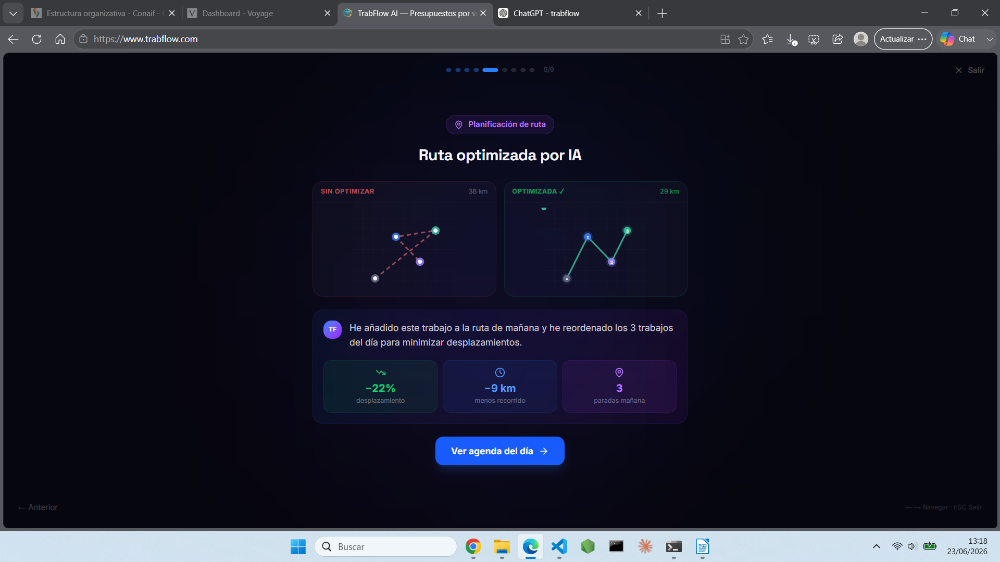 Estructura organizativa - Conaif -
Dashboard - Voyage
TrabFlow AI — Presupuestos por v
ChatGPT - trabflow
https://www.trabflow.com
Actualizar
Chat
5/9
Salir
Planificación de ruta
Ruta optimizada por IA
SIN OPTIMIZAR
38 km
OPTIMIZADA ✓
29 km
1
2
3
TF
He añadido este trabajo a la ruta de mañana y he reordenado los 3 trabajos
del día para minimizar desplazamientos.
−22%
desplazamiento
−9 km
menos recorrido
3
paradas mañana
Ver agenda del día →
← Anterior
←→ Navegar · ESC Salir
Buscar
13:18
23/06/2026